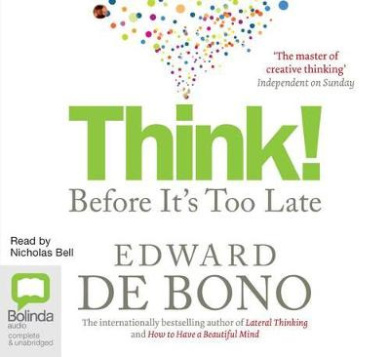 'The master of
creative thinking'
Independent on Sunday
Think!
Before It's Too Late
Read by
Nicholas Bell
EDWARD
DE BONO
Bolinda
audio
complete
& unabridged
The internationally bestselling author of Lateral Thinking
and How to Have a Beautiful Mind